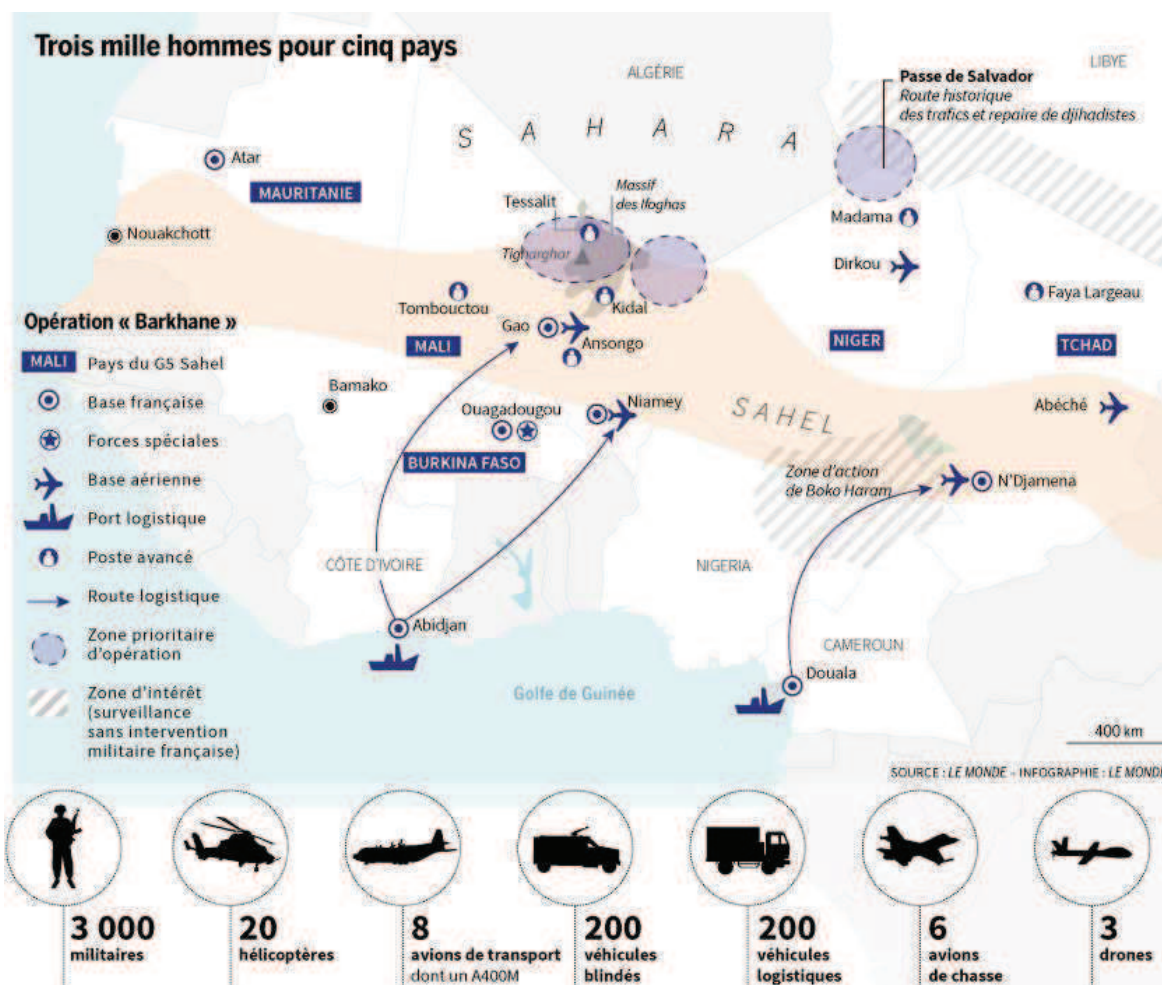 Trois mille hommes pour cinq pays
ALGÉRIE
LIBYE
Passe de Salvador
Route historique
des trafics et repaire de djihadistes
SAHARA
Atar
MAURITANIE
Nouakchott
Tessalit
Massif
des Ifoghas
Tigharghar
Madama
Dirkou
Faya Largeau
Tombouctou
Kidal
Gao
Ansongo
MALI
NIGER
TCHAD
Bamako
Ouagadougou
Niamey
SAHEL
Abéché
BURKINA FASO
Zone d'action
de Boko Haram
N'Djamena
CÔTE D'IVOIRE
NIGERIA
Abidjan
CAMEROUN
Douala
Golfe de Guinée
Opération « Barkhane »
MALI Pays du G5 Sahel
Base française
Forces spéciales
Base aérienne
Port logistique
Poste avancé
Route logistique
Zone prioritaire
d'opération
Zone d'intérêt
(surveillance
sans intervention
militaire française)
400 km
SOURCE : LE MONDE – INFOGRAPHIE : LE MONDE
3 000
militaires
20
hélicoptères
8
avions de transport
dont un A400M
200
véhicules
blindés
200
véhicules
logistiques
6
avions
de chasse
3
drones